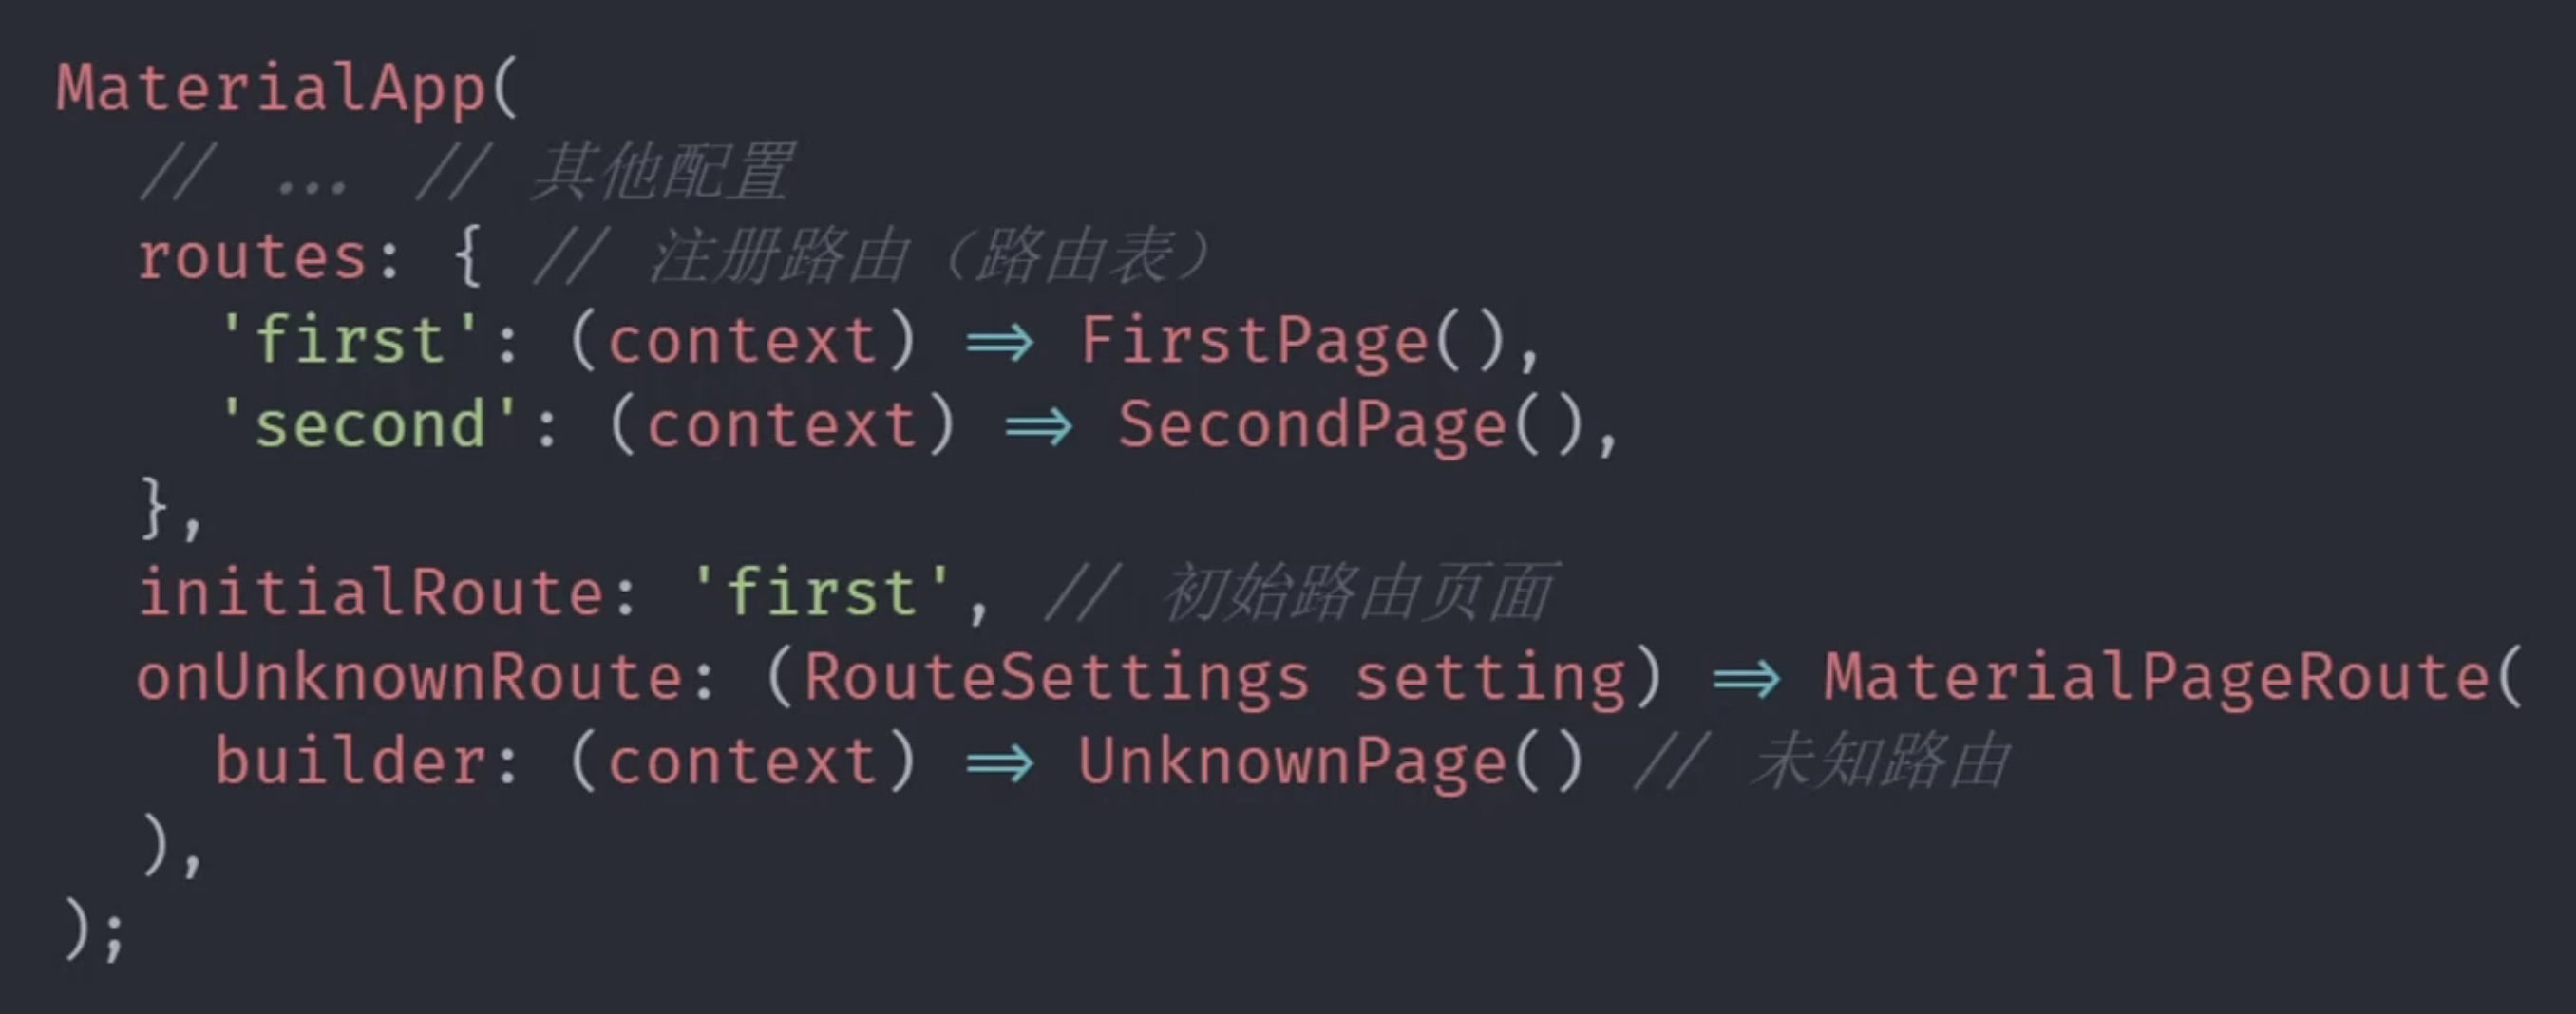 MaterialApp(
  // ... // 其他配置
  routes: { // 注册路由（路由表）
    'first': (context) => FirstPage(),
    'second': (context) => SecondPage(),
  },
  initialRoute: 'first', // 初始路由页面
  onUnknownRoute: (RouteSettings setting) => MaterialPageRoute(
    builder: (context) => UnknownPage() // 未知路由
  ),
);